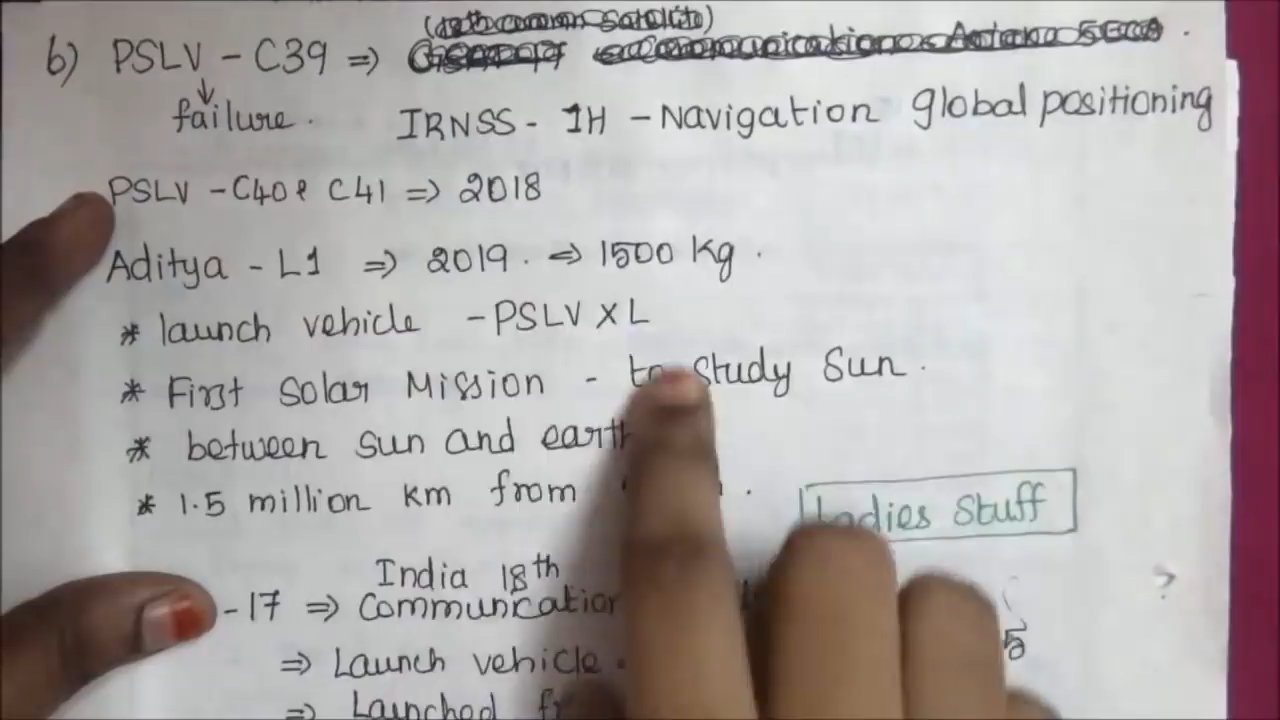 b) PSLV - C39 =>
failure. IRNSS - 1H - Navigation global positioning
PSLV - C40 & C41 => 2018
Aditya - L1 => 2019. => 1500 Kg.
* launch vehicle - PSLV XL
* First Solar Mission - to study Sun.
* between sun and earth
* 1.5 million km from
Ladies Stuff
India 18th
-17 => Communication
=> Launch vehicle
=> Launched